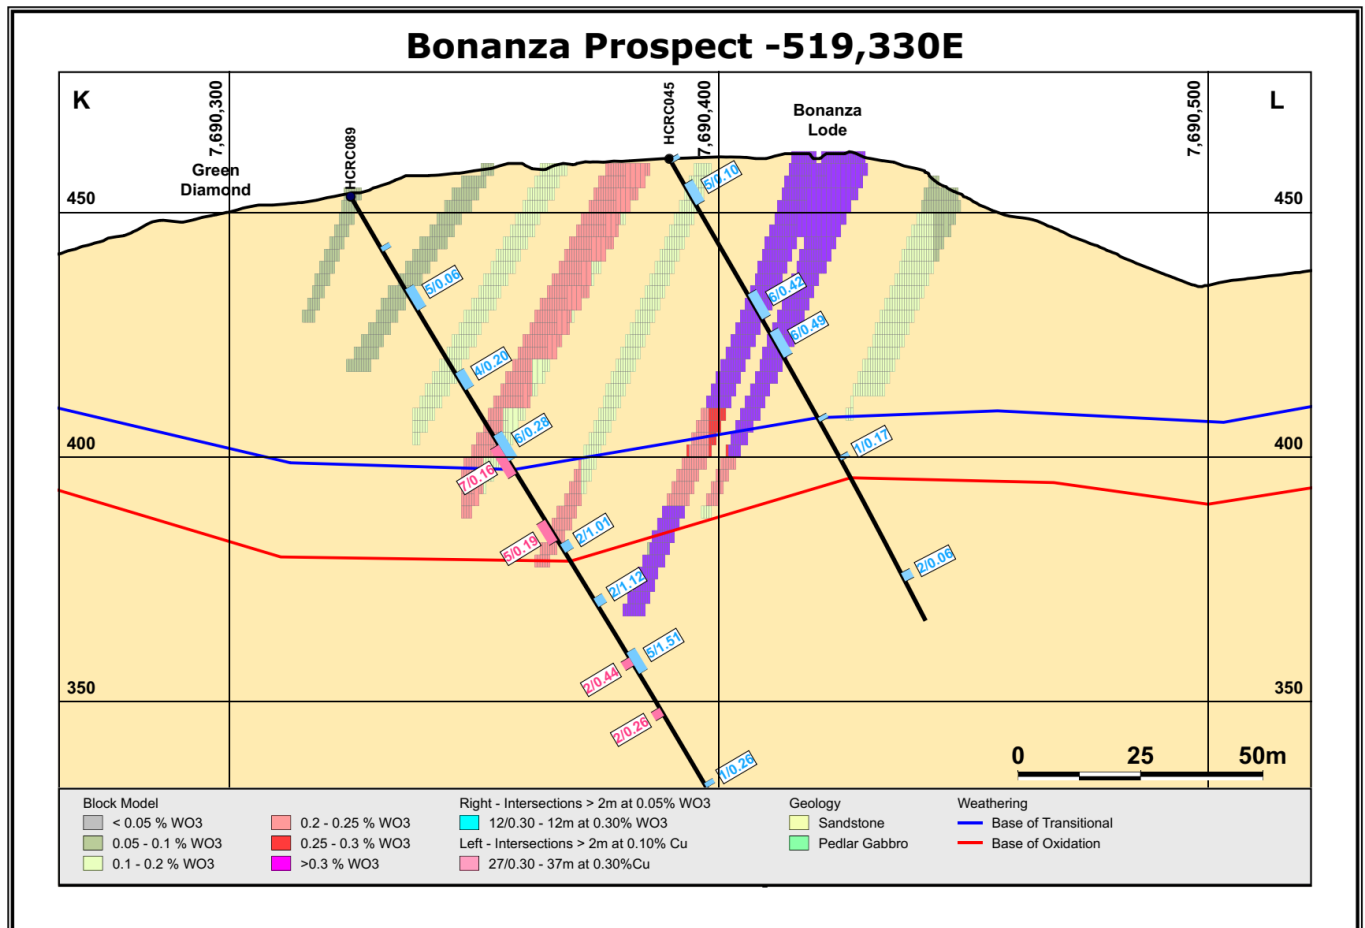 Bonanza Prospect -519,330E
K
7,690,300
HCRC089
HCRC045
7,690,400
Bonanza
Lode
7,690,500
L
Green
Diamond
450
450
5/0.10
5/0.06
6/0.42
6/0.49
4/0.20
6/0.28
400
400
1/0.17
7/0.16
5/0.19
2/1.01
2/1.12
2/0.06
5/1.51
2/0.44
350
350
2/0.26
1/0.26
0 25 50m
Block Model
< 0.05 % WO3
0.05 - 0.1 % WO3
0.1 - 0.2 % WO3
0.2 - 0.25 % WO3
0.25 - 0.3 % WO3
>0.3 % WO3
Right - Intersections > 2m at 0.05% WO3
12/0.30 - 12m at 0.30% WO3
Left - Intersections > 2m at 0.10% Cu
27/0.30 - 37m at 0.30%Cu
Geology
Sandstone
Pedlar Gabbro
Weathering
Base of Transitional
Base of Oxidation